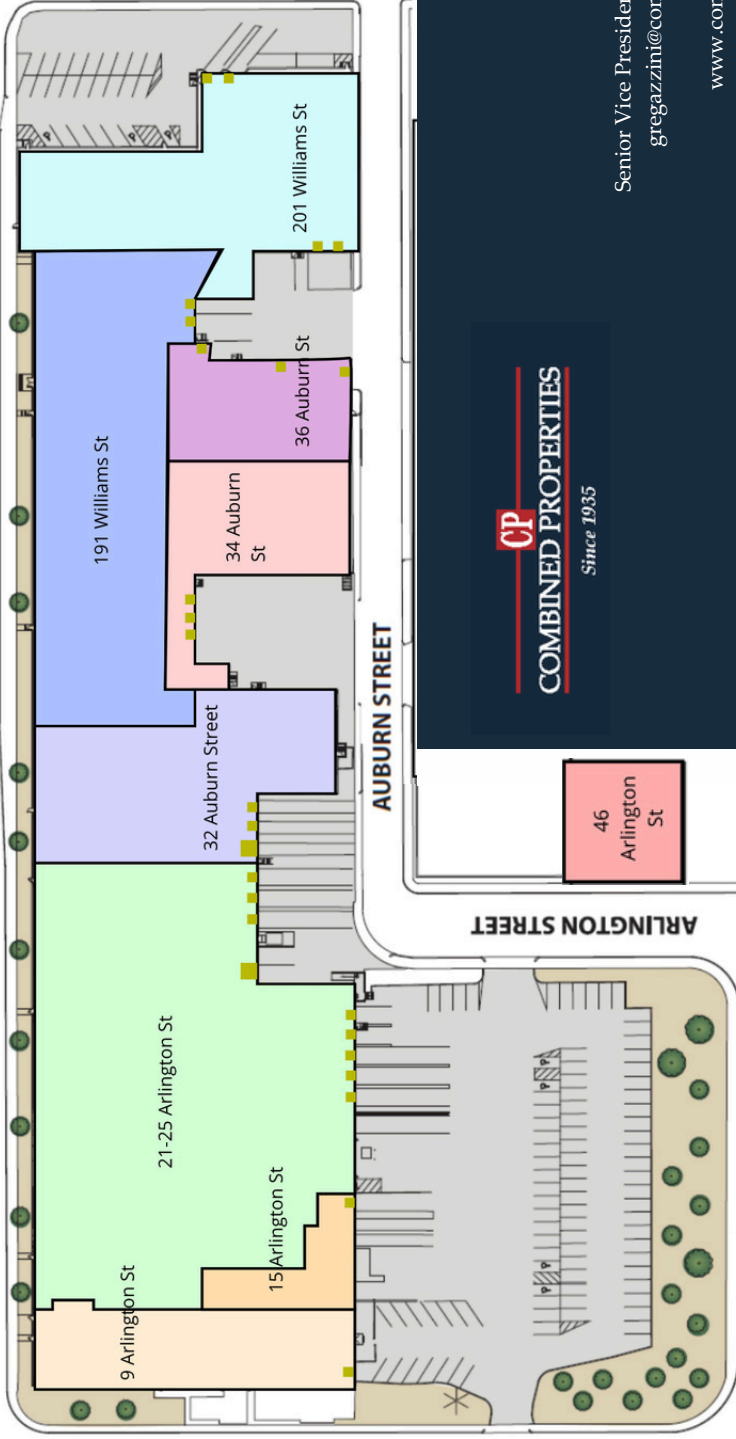 201 Williams St
191 Williams St
36 Auburn St
34 Auburn
St
32 Auburn Street
21-25 Arlington St
15 Arlington St
9 Arlington St
AUBURN STREET
ARLINGTON STREET
46
Arlington
St
CP
COMBINED PROPERTIES
Since 1935
Senior Vice Presiden
gregazzini@con
www.con
P
P
P
P
P
P
P